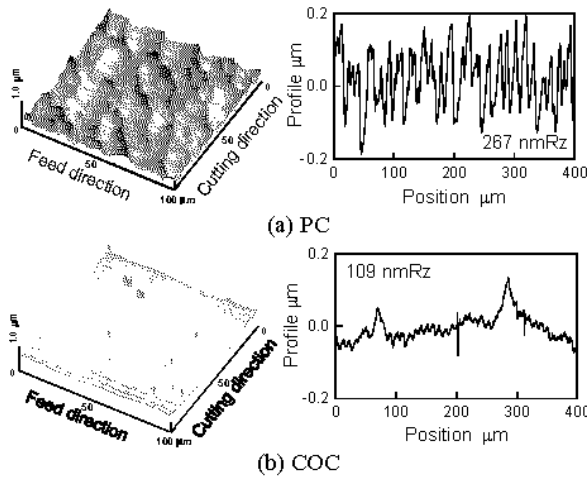 1.0 μm
0
Feed direction
50
100 μm
Cutting direction
50
0
Profile μm
0.2
0.0
-0.2
267 nmRz
0 100 200 300 400
Position μm
(a) PC
1.0 μm
0
Feed direction
50
100 μm
Cutting direction
50
0
Profile μm
0.2
0.0
-0.2
109 nmRz
0 100 200 300 400
Position μm
(b) COC